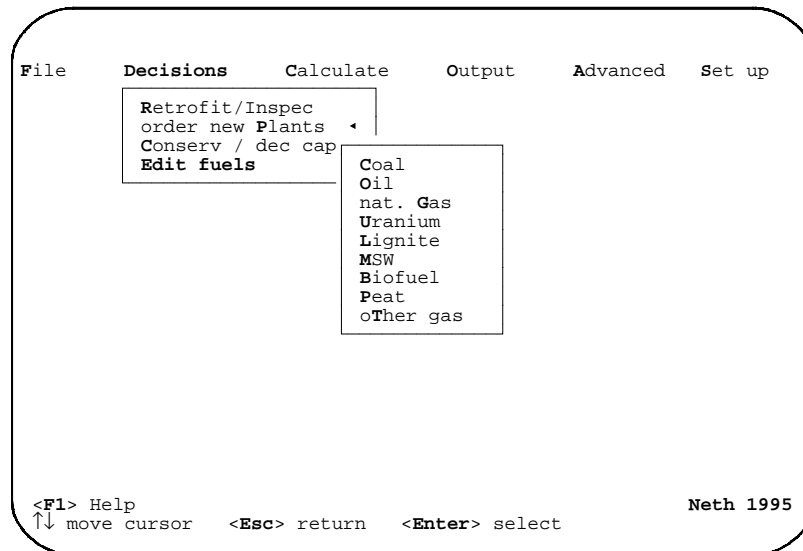 File Decisions Calculate Output Advanced Set up
Retrofit/Inspec
order new Plants ◂
Conserv / dec cap
Edit fuels
Coal
Oil
nat. Gas
Uranium
Lignite
MSW
Biofuel
Peat
oTher gas
<F1> Help Neth 1995
↑↓ move cursor <Esc> return <Enter> select